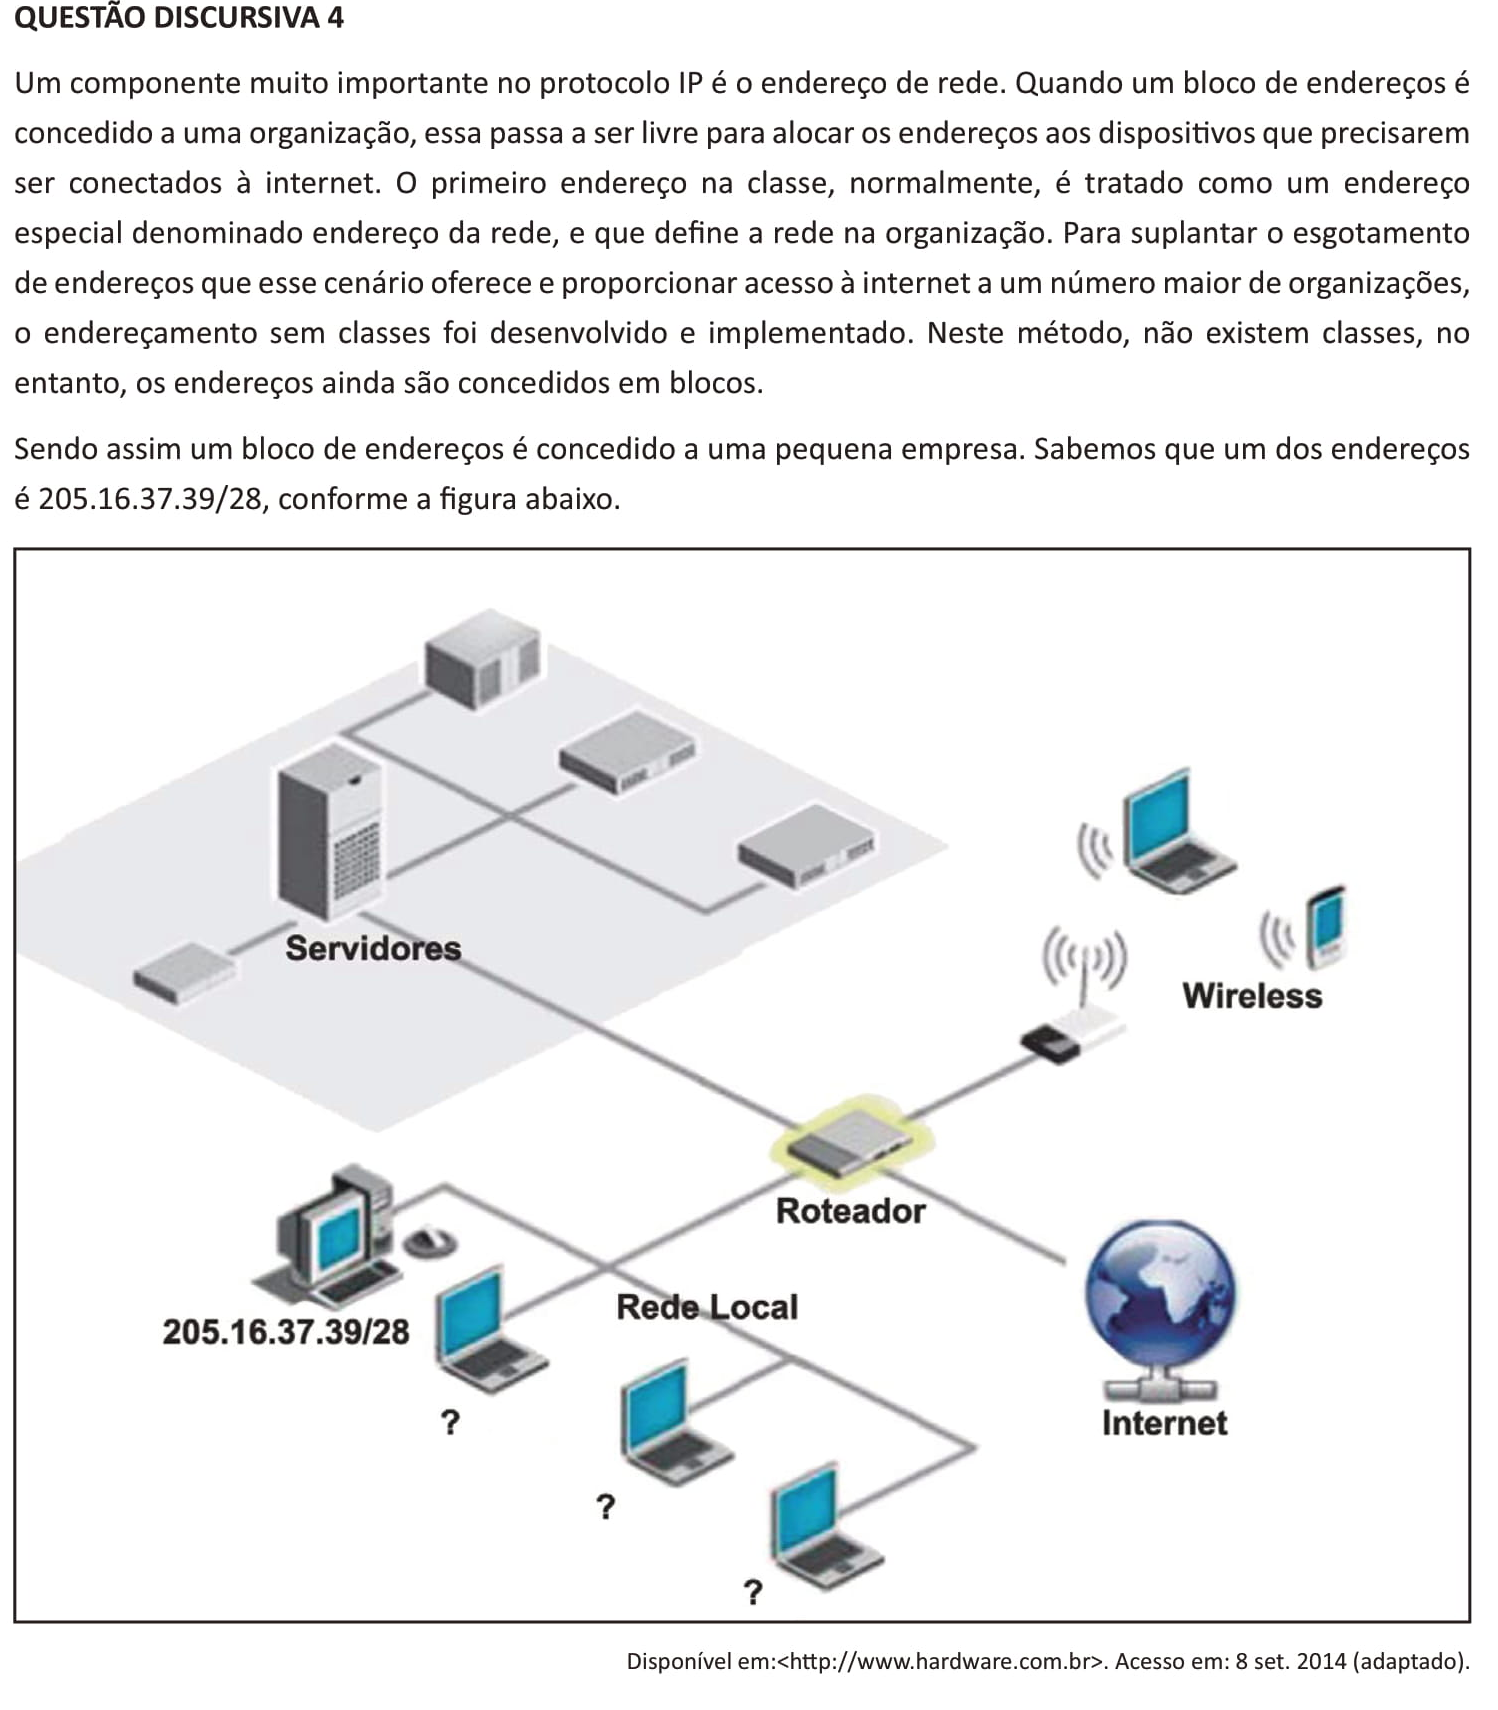 QUESTÃO DISCURSIVA 4
Um componente muito importante no protocolo IP é o endereço de rede. Quando um bloco de endereços é
concedido a uma organização, essa passa a ser livre para alocar os endereços aos dispositivos que precisarem
ser conectados à internet. O primeiro endereço na classe, normalmente, é tratado como um endereço
especial denominado endereço da rede, e que define a rede na organização. Para suplantar o esgotamento
de endereços que esse cenário oferece e proporcionar acesso à internet a um número maior de organizações,
o endereçamento sem classes foi desenvolvido e implementado. Neste método, não existem classes, no
entanto, os endereços ainda são concedidos em blocos.
Sendo assim um bloco de endereços é concedido a uma pequena empresa. Sabemos que um dos endereços
é 205.16.37.39/28, conforme a figura abaixo.
Servidores
Wireless
Roteador
Rede Local
205.16.37.39/28
?
Internet
?
?
Disponível em:<http://www.hardware.com.br>. Acesso em: 8 set. 2014 (adaptado).